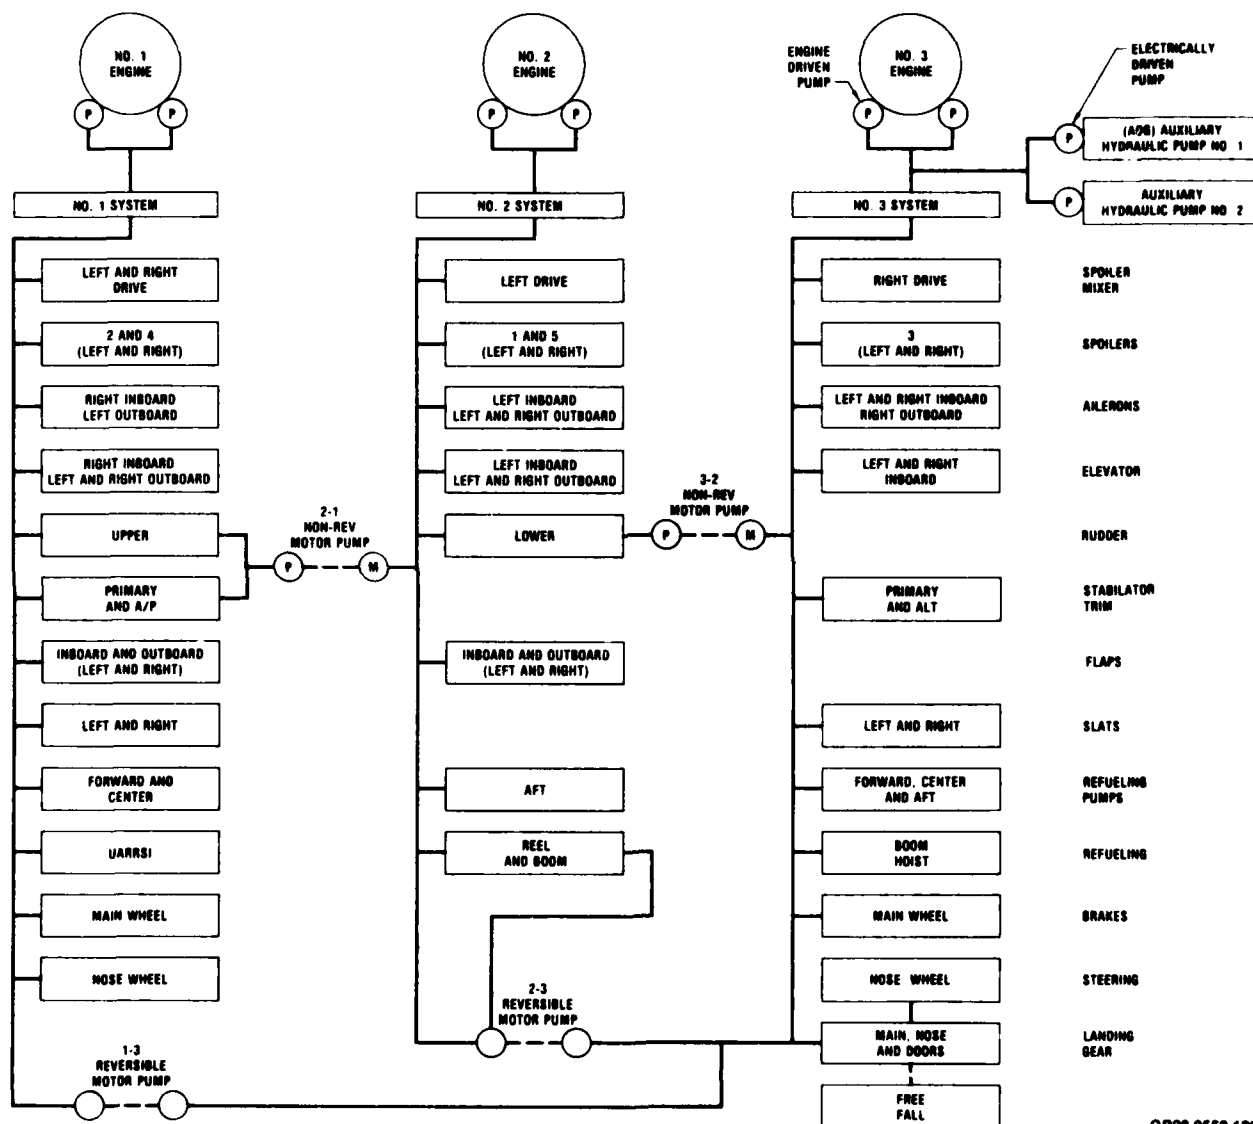 NO. 1
ENGINE
P
P
NO. 2
ENGINE
P
P
ENGINE
DRIVEN
PUMP
NO. 3
ENGINE
P
P
ELECTRICALLY
DRIVEN
PUMP
P
(ADG) AUXILIARY
HYDRAULIC PUMP NO. 1
P
AUXILIARY
HYDRAULIC PUMP NO. 2
NO. 1 SYSTEM
NO. 2 SYSTEM
NO. 3 SYSTEM
LEFT AND RIGHT
DRIVE
LEFT DRIVE
RIGHT DRIVE
SPOILER
MIXER
2 AND 4
(LEFT AND RIGHT)
1 AND 5
(LEFT AND RIGHT)
3
(LEFT AND RIGHT)
SPOILERS
RIGHT INBOARD
LEFT OUTBOARD
LEFT INBOARD
LEFT AND RIGHT OUTBOARD
LEFT AND RIGHT INBOARD
RIGHT OUTBOARD
AILERONS
RIGHT INBOARD
LEFT AND RIGHT OUTBOARD
LEFT INBOARD
LEFT AND RIGHT OUTBOARD
LEFT AND RIGHT
INBOARD
ELEVATOR
UPPER
2-1
NON-REV
MOTOR PUMP
P
M
LOWER
3-2
NON-REV
MOTOR PUMP
P
M
RUDDER
PRIMARY
AND A/P
PRIMARY
AND ALT
STABILATOR
TRIM
INBOARD AND OUTBOARD
(LEFT AND RIGHT)
INBOARD AND OUTBOARD
(LEFT AND RIGHT)
FLAPS
LEFT AND RIGHT
LEFT AND RIGHT
SLATS
FORWARD AND
CENTER
AFT
FORWARD, CENTER
AND AFT
REFUELING
PUMPS
UARRSI
REEL
AND BOOM
BOOM
HOIST
REFUELING
MAIN WHEEL
MAIN WHEEL
BRAKES
NOSE WHEEL
NOSE WHEEL
STEERING
2-3
REVERSIBLE
MOTOR PUMP
MAIN, NOSE
AND DOORS
LANDING
GEAR
1-3
REVERSIBLE
MOTOR PUMP
FREE
FALL